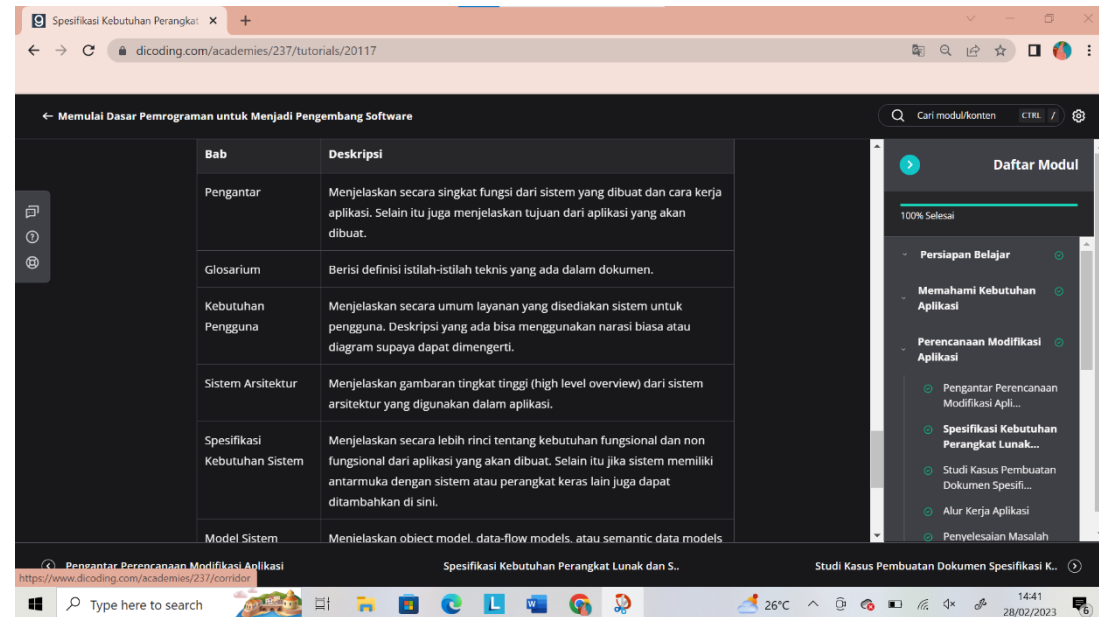 Spesifikasi Kebutuhan Perangkat
dicoding.com/academies/237/tutorials/20117
← Memulai Dasar Pemrograman untuk Menjadi Pengembang Software
Cari modul/konten CTRL /
Bab Deskripsi
Pengantar Menjelaskan secara singkat fungsi dari sistem yang dibuat dan cara kerja
aplikasi. Selain itu juga menjelaskan tujuan dari aplikasi yang akan
dibuat.
Glosarium Berisi definisi istilah-istilah teknis yang ada dalam dokumen.
Kebutuhan Menjelaskan secara umum layanan yang disediakan sistem untuk
Pengguna pengguna. Deskripsi yang ada bisa menggunakan narasi biasa atau
diagram supaya dapat dimengerti.
Sistem Arsitektur Menjelaskan gambaran tingkat tinggi (high level overview) dari sistem
arsitektur yang digunakan dalam aplikasi.
Spesifikasi Menjelaskan secara lebih rinci tentang kebutuhan fungsional dan non
Kebutuhan Sistem fungsional dari aplikasi yang akan dibuat. Selain itu jika sistem memiliki
antarmuka dengan sistem atau perangkat keras lain juga dapat
ditambahkan di sini.
Model Sistem Menjelaskan object model, data-flow models, atau semantic data models
Daftar Modul
100% Selesai
Persiapan Belajar
Memahami Kebutuhan
Aplikasi
Perencanaan Modifikasi
Aplikasi
Pengantar Perencanaan
Modifikasi Apli...
Spesifikasi Kebutuhan
Perangkat Lunak...
Studi Kasus Pembuatan
Dokumen Spesifi...
Alur Kerja Aplikasi
Penyelesaian Masalah
Pengantar Perencanaan Modifikasi Aplikasi
Spesifikasi Kebutuhan Perangkat Lunak dan S..
Studi Kasus Pembuatan Dokumen Spesifikasi K..
https://www.dicoding.com/academies/237/corridor
Type here to search
26°C
14:41
28/02/2023
6